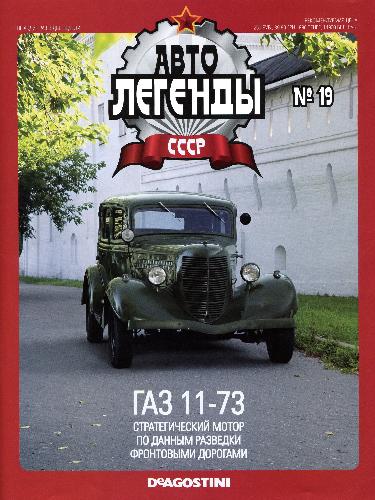 АВТО
ЛЕГЕНДЫ
СССР
№ 19
ГАЗ 11-73
СТРАТЕГИЧЕСКИЙ МОТОР
ПО ДАННЫМ РАЗВЕДКИ
ФРОНТОВЫМИ ДОРОГАМИ
DEAGOSTINI